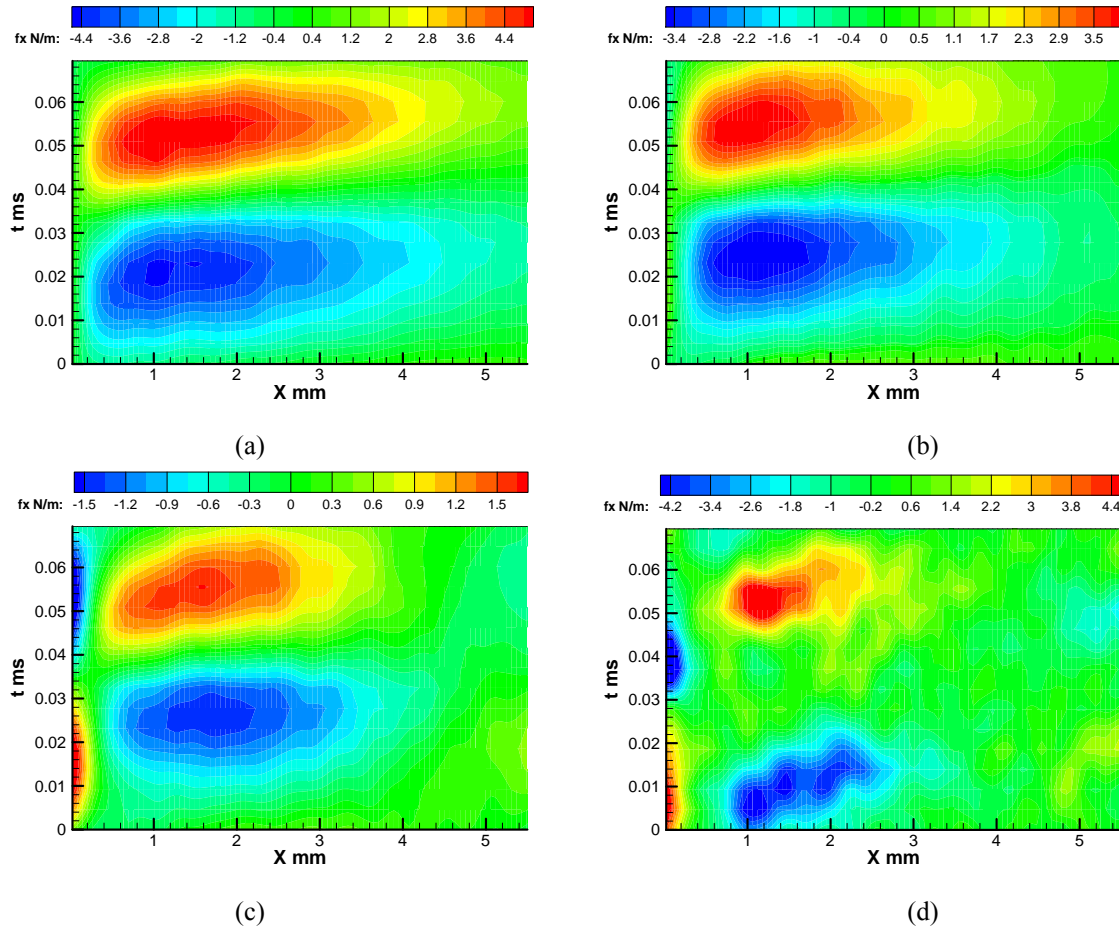 fx N/m: -4.4 -3.6 -2.8 -2 -1.2 -0.4 0.4 1.2 2 2.8 3.6 4.4
t ms
0.06
0.05
0.04
0.03
0.02
0.01
0
1 2 3 4 5
X mm
(a)
fx N/m: -3.4 -2.8 -2.2 -1.6 -1 -0.4 0 0.5 1.1 1.7 2.3 2.9 3.5
t ms
0.06
0.05
0.04
0.03
0.02
0.01
0
1 2 3 4 5
X mm
(b)
fx N/m: -1.5 -1.2 -0.9 -0.6 -0.3 0 0.3 0.6 0.9 1.2 1.5
t ms
0.06
0.05
0.04
0.03
0.02
0.01
0
1 2 3 4 5
X mm
(c)
fx N/m: -4.2 -3.4 -2.6 -1.8 -1 -0.2 0.6 1.4 2.2 3 3.8 4.4
t ms
0.06
0.05
0.04
0.03
0.02
0.01
0
1 2 3 4 5
X mm
(d)